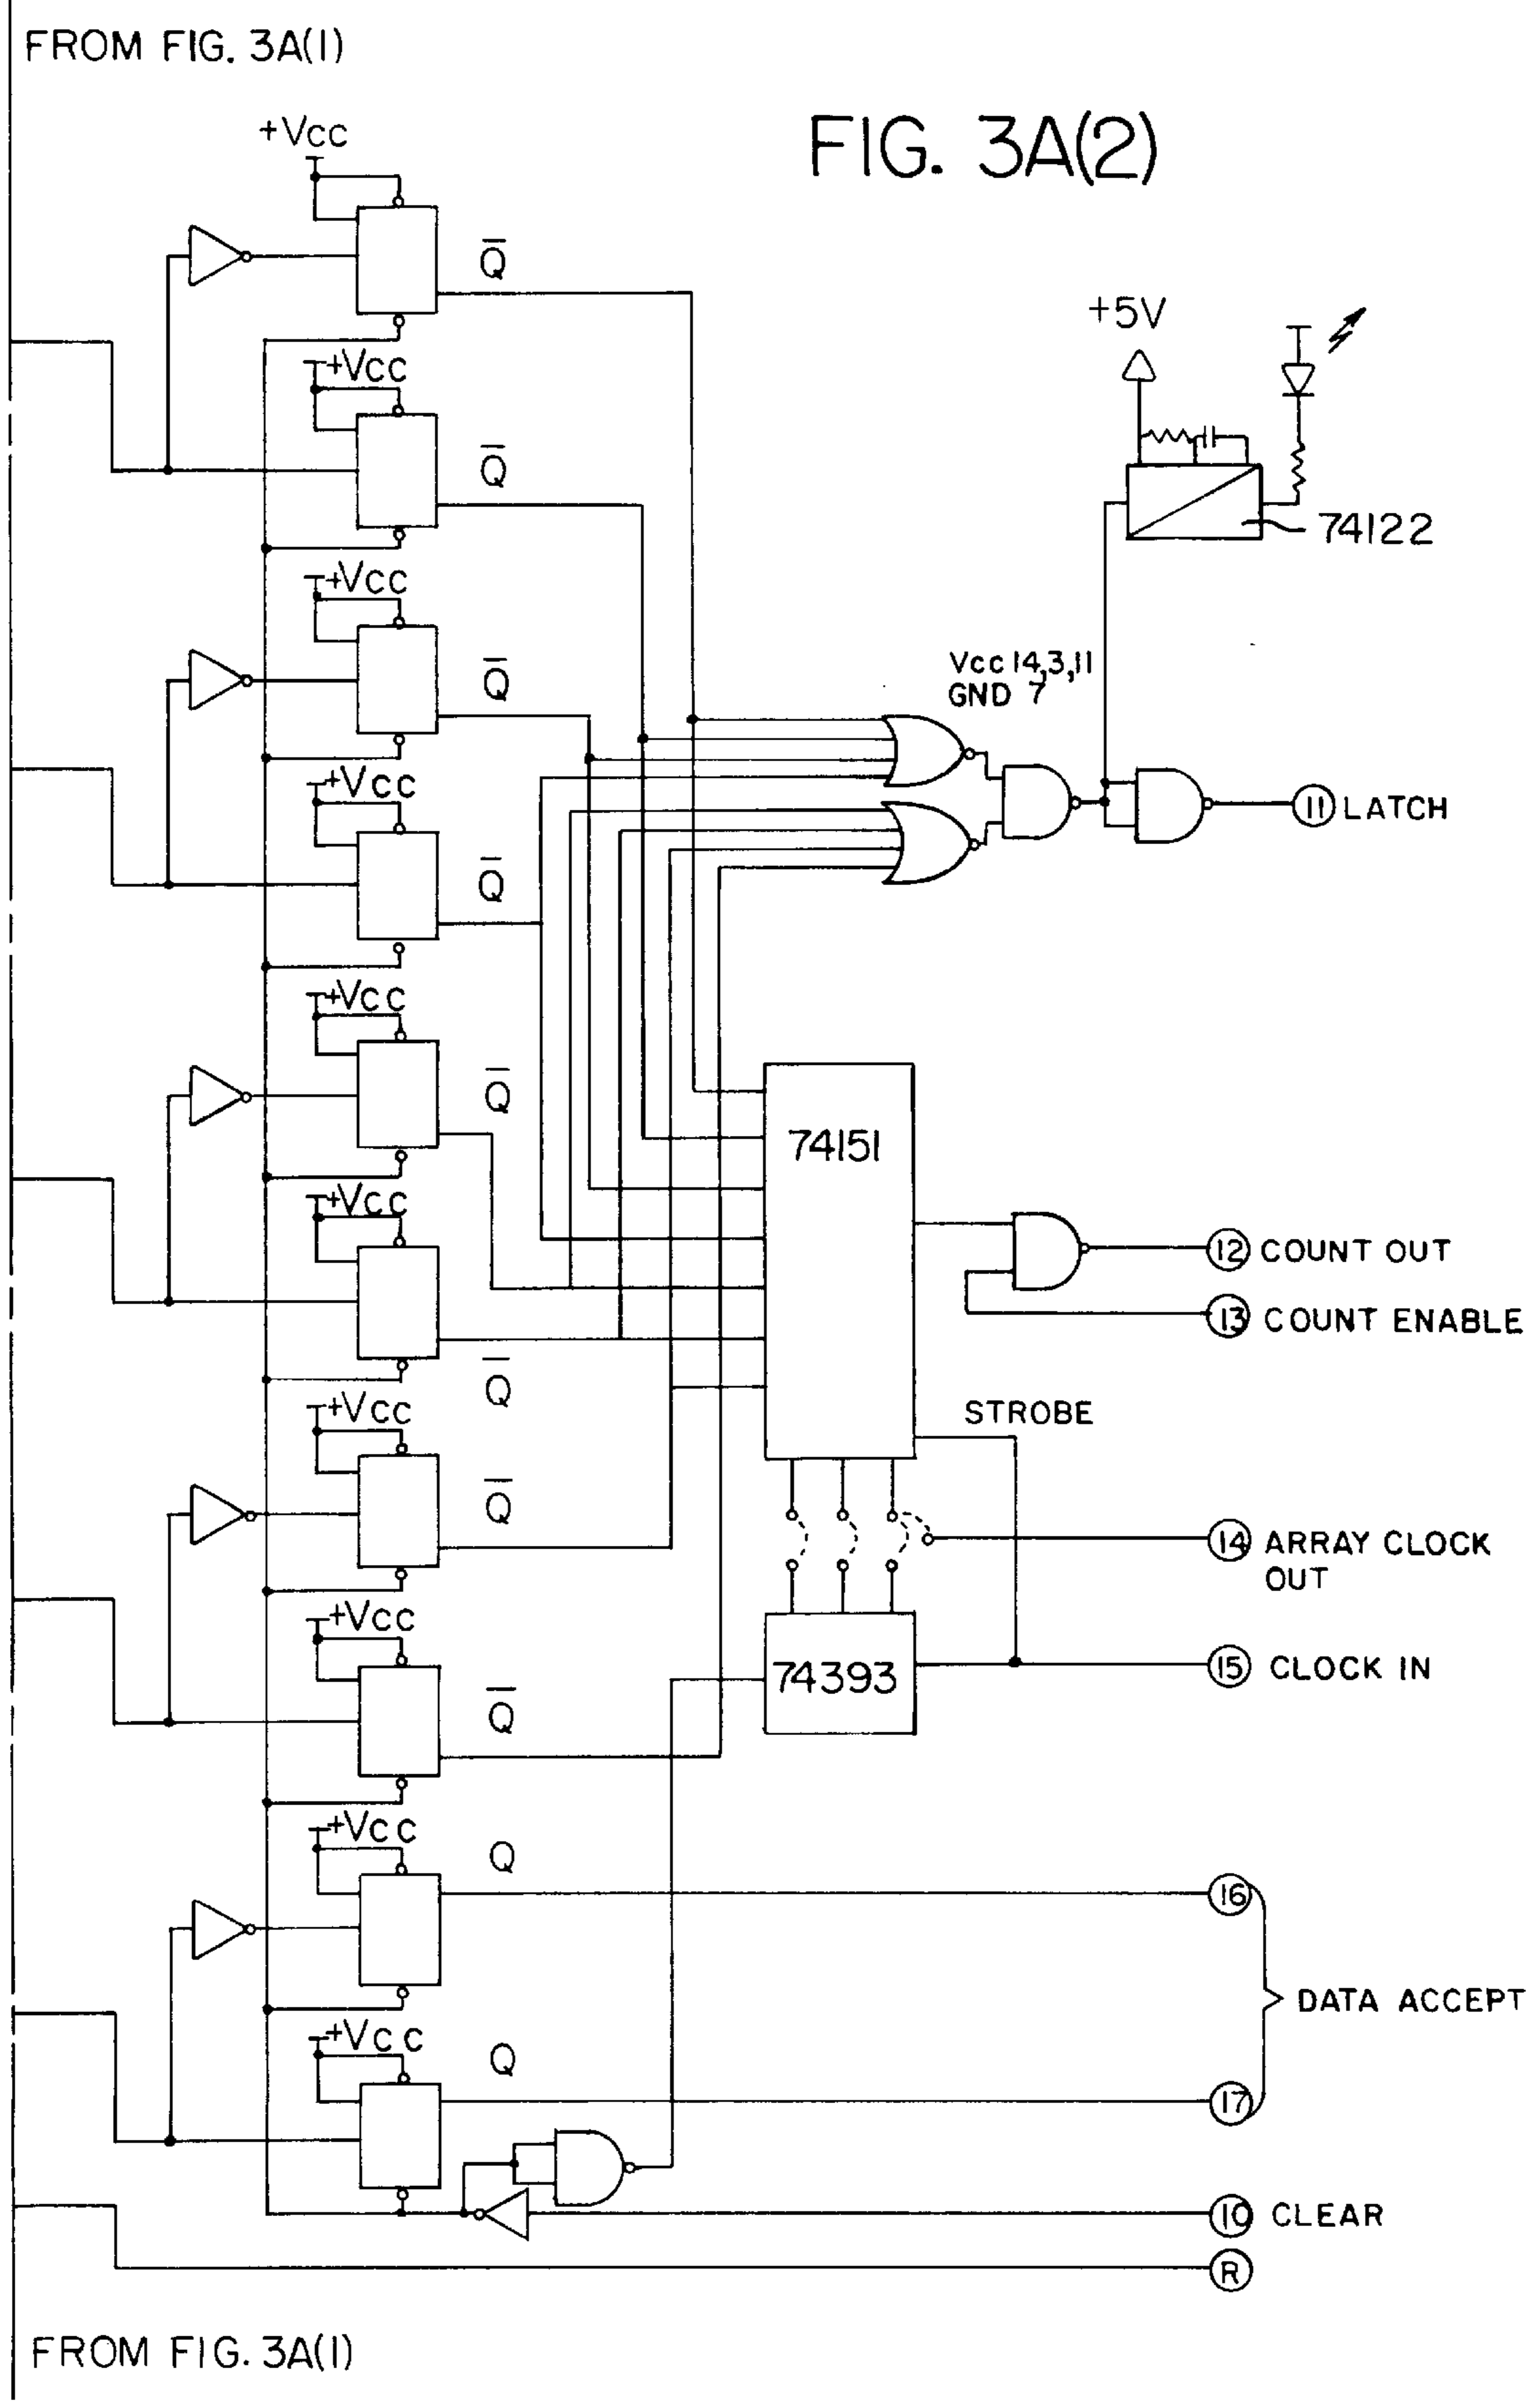 FROM FIG. 3A(1)
FIG. 3A(2)
+Vcc
Q
+5V
+Vcc
Q
74122
+Vcc
Q
Vcc 14,3,11
GND 7
+Vcc
11 LATCH
Q
+Vcc
Q
74151
+Vcc
12 COUNT OUT
13 COUNT ENABLE
Q
+Vcc
STROBE
Q
14 ARRAY CLOCK
OUT
+Vcc
74393
15 CLOCK IN
Q
+Vcc
Q
16
DATA ACCEPT
+Vcc
Q
17
10 CLEAR
R
FROM FIG. 3A(1)